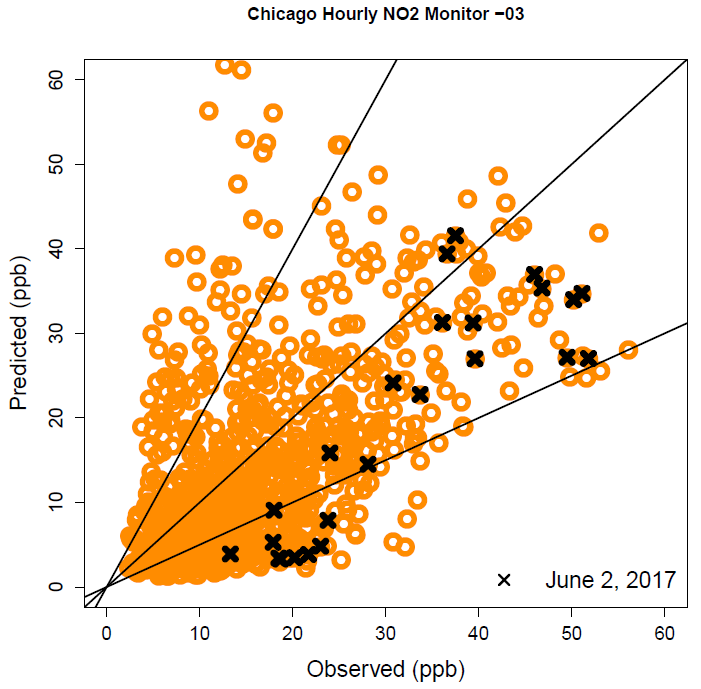 Chicago Hourly NO2 Monitor −03
Predicted (ppb)
60
50
40
30
20
10
0
June 2, 2017
0 10 20 30 40 50 60
Observed (ppb)